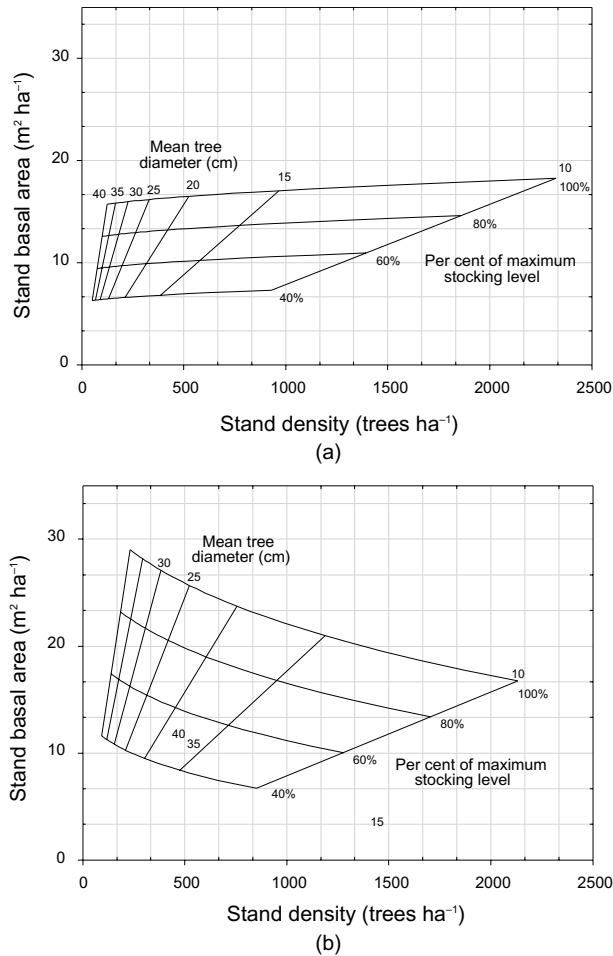 30
20
10
0
Stand basal area (m² ha⁻¹)
Mean tree
diameter (cm)
40
35
30
25
20
15
10
100%
80%
60%
40%
Per cent of maximum
stocking level
0
500
1000
1500
2000
2500
Stand density (trees ha⁻¹)
(a)
30
20
10
0
Stand basal area (m² ha⁻¹)
Mean tree
diameter (cm)
30
25
10
100%
80%
40
35
60%
40%
Per cent of maximum
stocking level
15
0
500
1000
1500
2000
2500
Stand density (trees ha⁻¹)
(b)